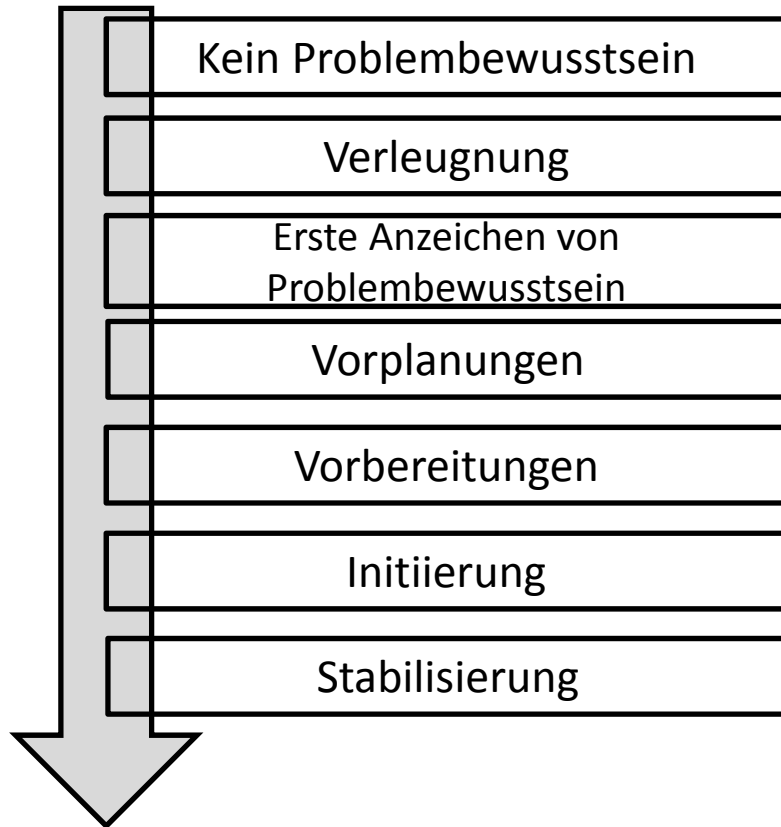 Kein Problembewusstsein
Verleugnung
Erste Anzeichen von
Problembewusstsein
Vorplanungen
Vorbereitungen
Initiierung
Stabilisierung